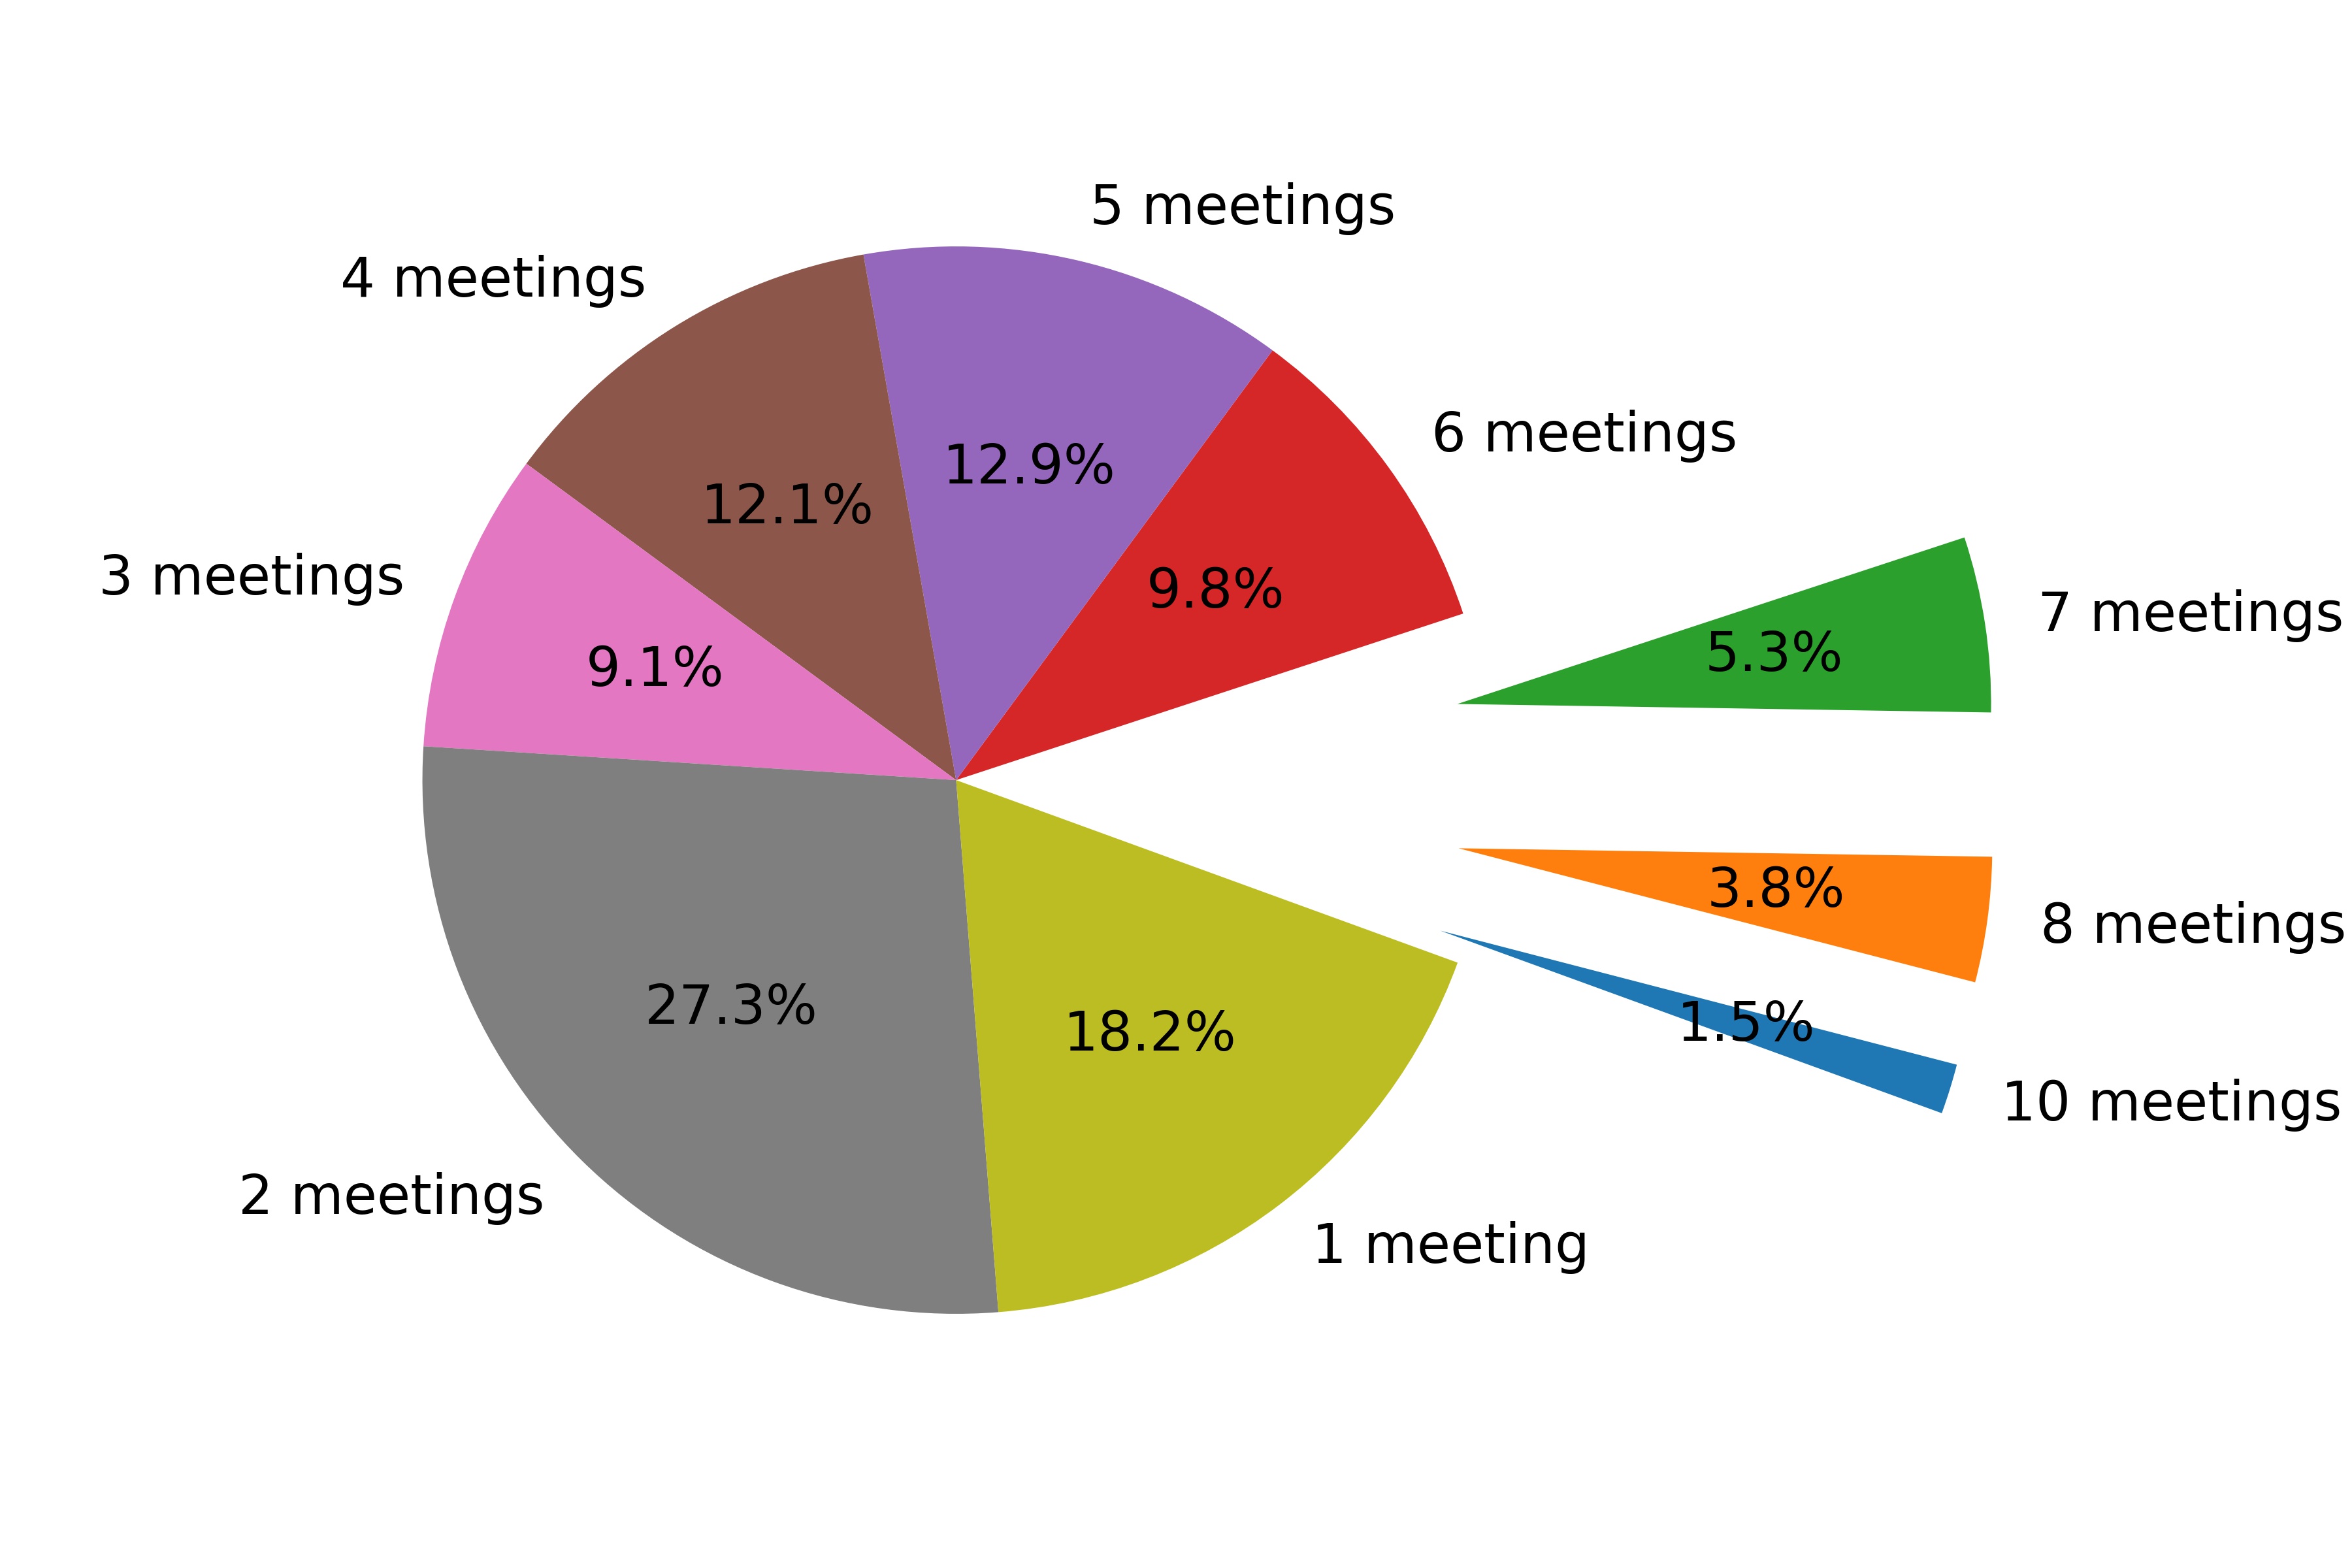 5 meetings
4 meetings
6 meetings
12.9%
12.1%
3 meetings
9.8%
7 meetings
5.3%
9.1%
3.8%
8 meetings
27.3%
18.2%
1.5%
10 meetings
2 meetings
1 meeting